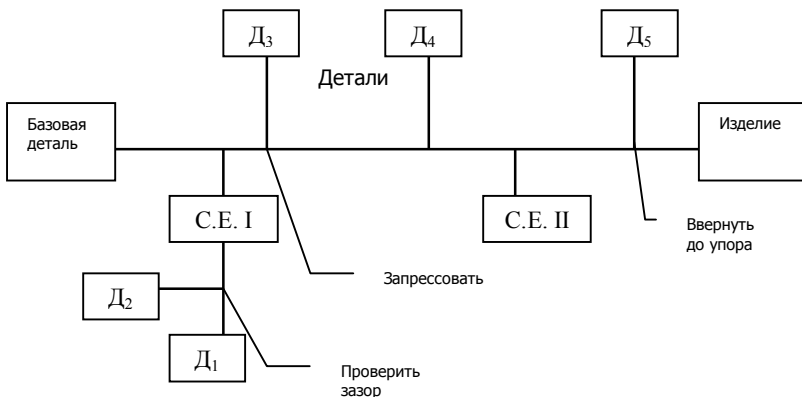 Д3
Д4
Д5
Детали
Базовая
деталь
Изделие
С.Е. I
С.Е. II
Ввернуть
до упора
Запрессовать
Д2
Д1
Проверить
зазор